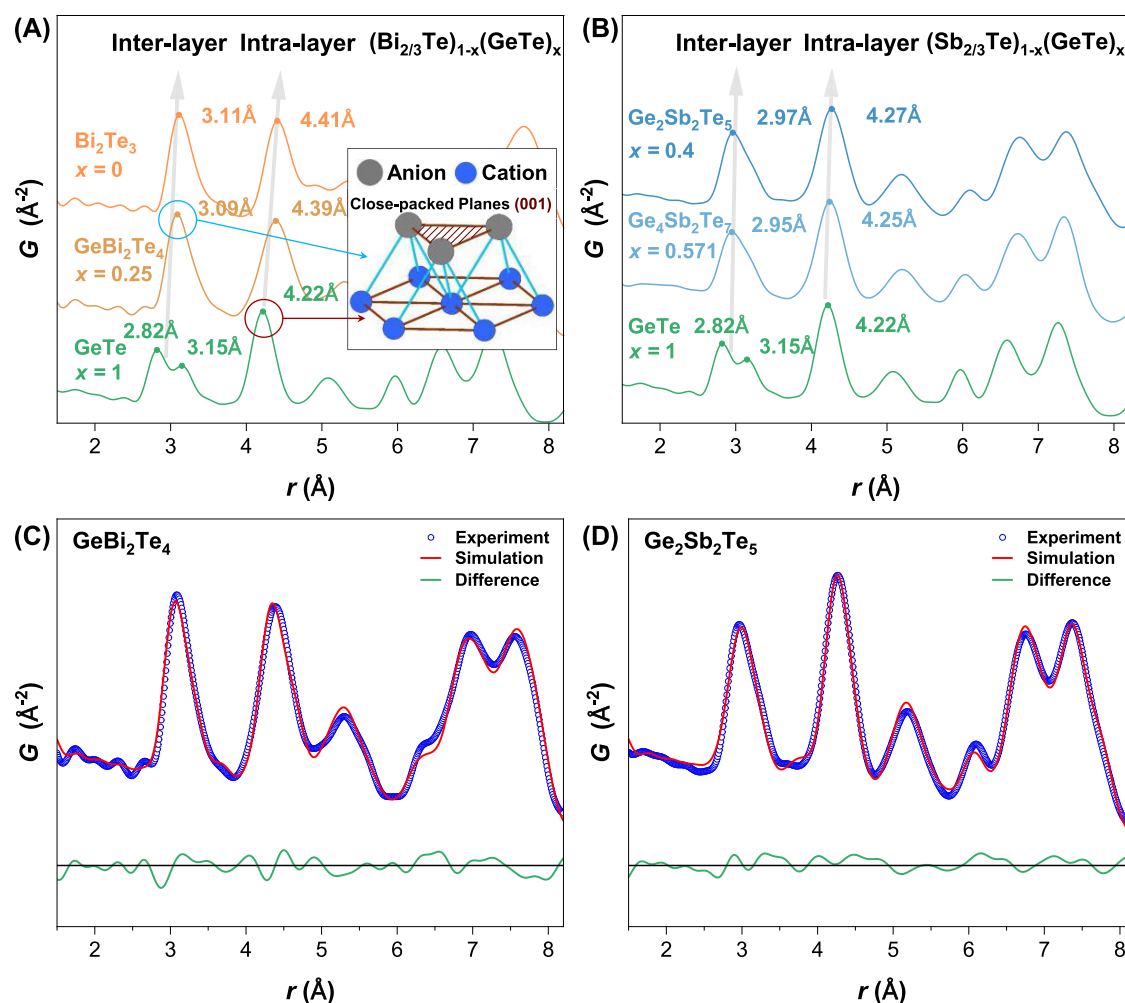 (A)
Inter-layer Intra-layer (Bi2/3Te)1-x(GeTe)x
3.11Å 4.41Å
Bi2Te3
x = 0
3.09Å 4.39Å
GeBi2Te4
x = 0.25
4.22Å
2.82Å
GeTe 3.15Å
x = 1
Anion Cation
Close-packed Planes (001)
G (Å-2)
2 3 4 5 6 7 8
r (Å)
(B)
Inter-layer Intra-layer (Sb2/3Te)1-x(GeTe)x
Ge2Sb2Te5 2.97Å 4.27Å
x = 0.4
Ge4Sb2Te7 2.95Å 4.25Å
x = 0.571
GeTe 2.82Å 4.22Å
x = 1 3.15Å
G (Å-2)
2 3 4 5 6 7 8
r (Å)
(C)
GeBi2Te4
Experiment
Simulation
Difference
G (Å-2)
2 3 4 5 6 7 8
r (Å)
(D)
Ge2Sb2Te5
Experiment
Simulation
Difference
G (Å-2)
2 3 4 5 6 7 8
r (Å)